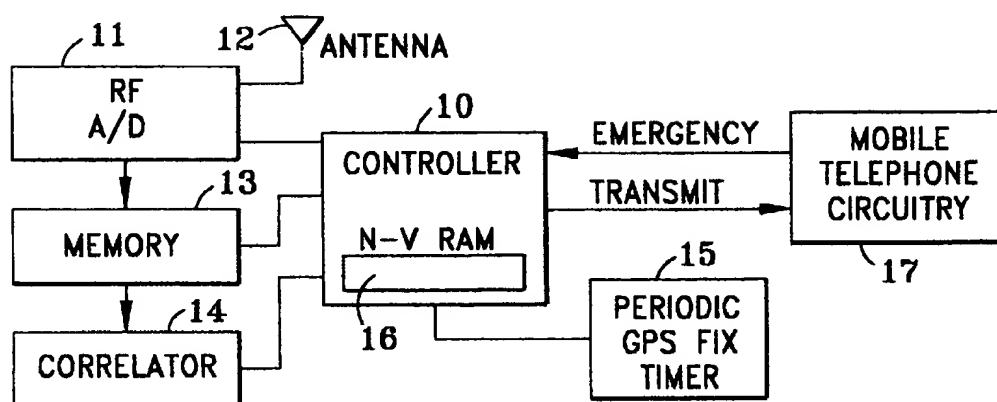 11
12
ANTENNA
RF
A/D
10
CONTROLLER
EMERGENCY
MOBILE
TELEPHONE
CIRCUITRY
TRANSMIT
13
MEMORY
N-V RAM
17
15
PERIODIC
GPS FIX
TIMER
16
14
CORRELATOR